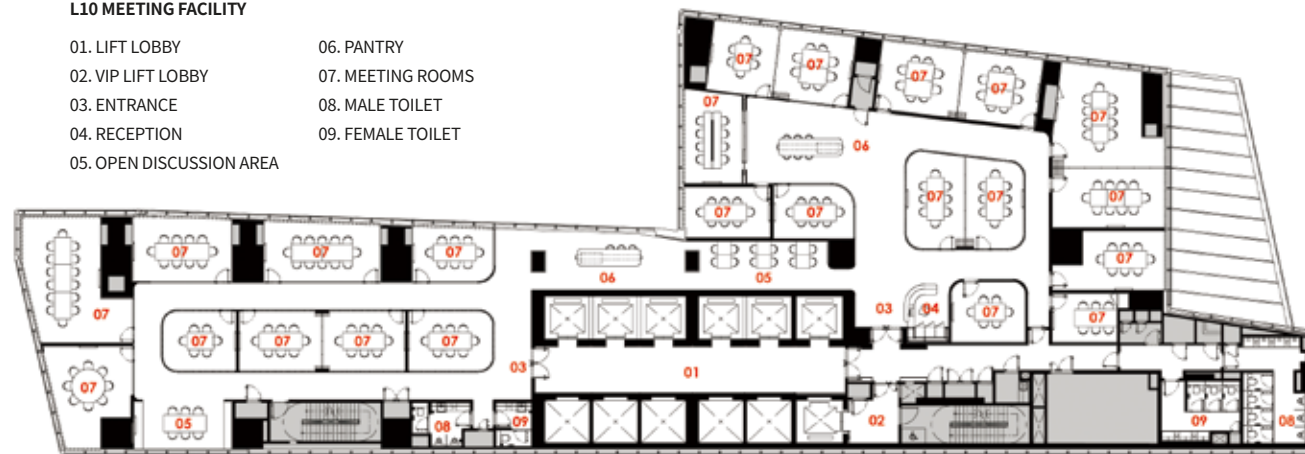 L10 MEETING FACILITY
01. LIFT LOBBY
02. VIP LIFT LOBBY
03. ENTRANCE
04. RECEPTION
05. OPEN DISCUSSION AREA
06. PANTRY
07. MEETING ROOMS
08. MALE TOILET
09. FEMALE TOILET
07 07 07 07
07 07
06
07 07
07 07 07
07 07 07 07
06 05
07
07 03 04 07 07
07 07 07 07
03 01
07
05 08 09 02 09 08